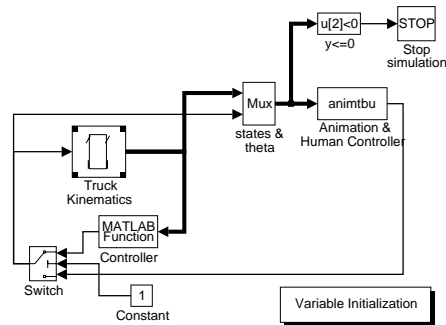 u[2]<0
y<=0
STOP
Stop
simulation
Mux
states &
theta
animtbu
Animation &
Human Controller
Truck
Kinematics
MATLAB
Function
Controller
Switch
1
Constant
Variable Initialization